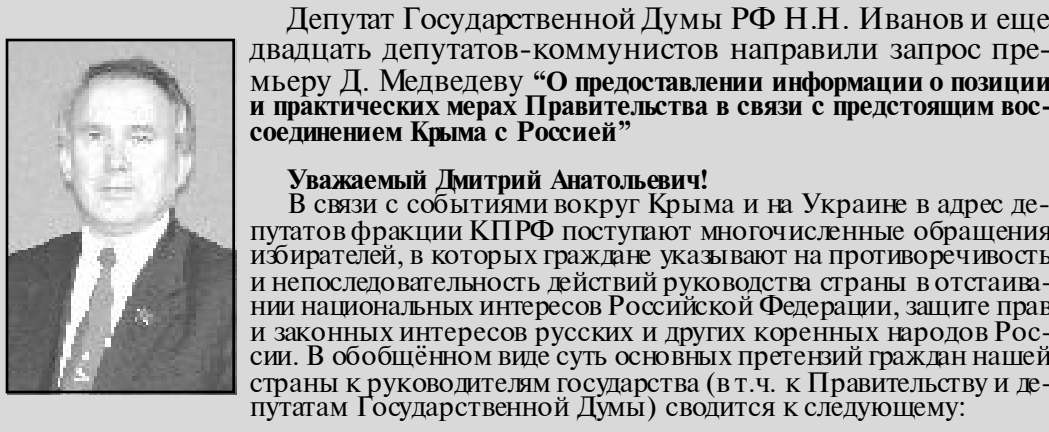 Депутат Государственной Думы РФ Н.Н. Иванов и еще
двадцать депутатов-коммунистов направили запрос пре-
мьеру Д. Медведеву “О предоставлении информации о позиции
и практических мерах Правительства в связи с предстоящим вос-
соединением Крыма с Россией”
Уважаемый Дмитрий Анатольевич!
В связи с событиями вокруг Крыма и на Украине в адрес де-
путатов фракции КПРФ поступают многочисленные обращения
избирателей, в которых граждане указывают на противоречивость
и непоследовательность действий руководства страны в отстаива-
нии национальных интересов Российской Федерации, защите прав
и законных интересов русских и других коренных народов Рос-
сии. В обобщённом виде суть основных претензий граждан нашей
страны к руководителям государства (в т.ч. к Правительству и де-
путатам Государственной Думы) сводится к следующему: